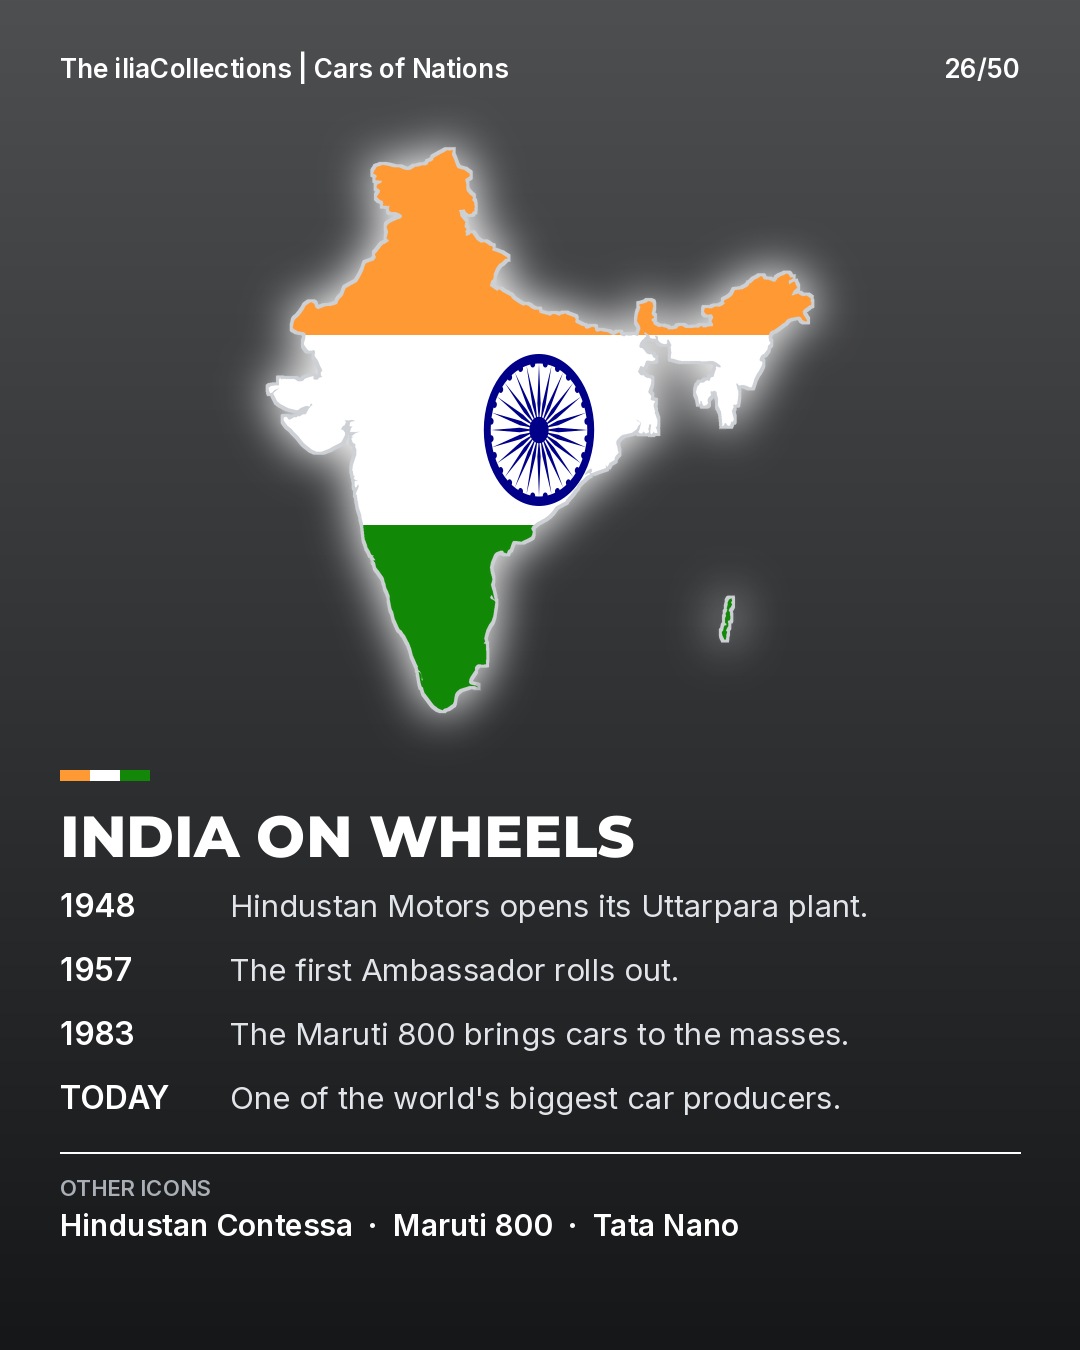 The iliaCollections | Cars of Nations
26/50
INDIA ON WHEELS
1948 Hindustan Motors opens its Uttarpara plant.
1957 The first Ambassador rolls out.
1983 The Maruti 800 brings cars to the masses.
TODAY One of the world's biggest car producers.
OTHER ICONS
Hindustan Contessa · Maruti 800 · Tata Nano